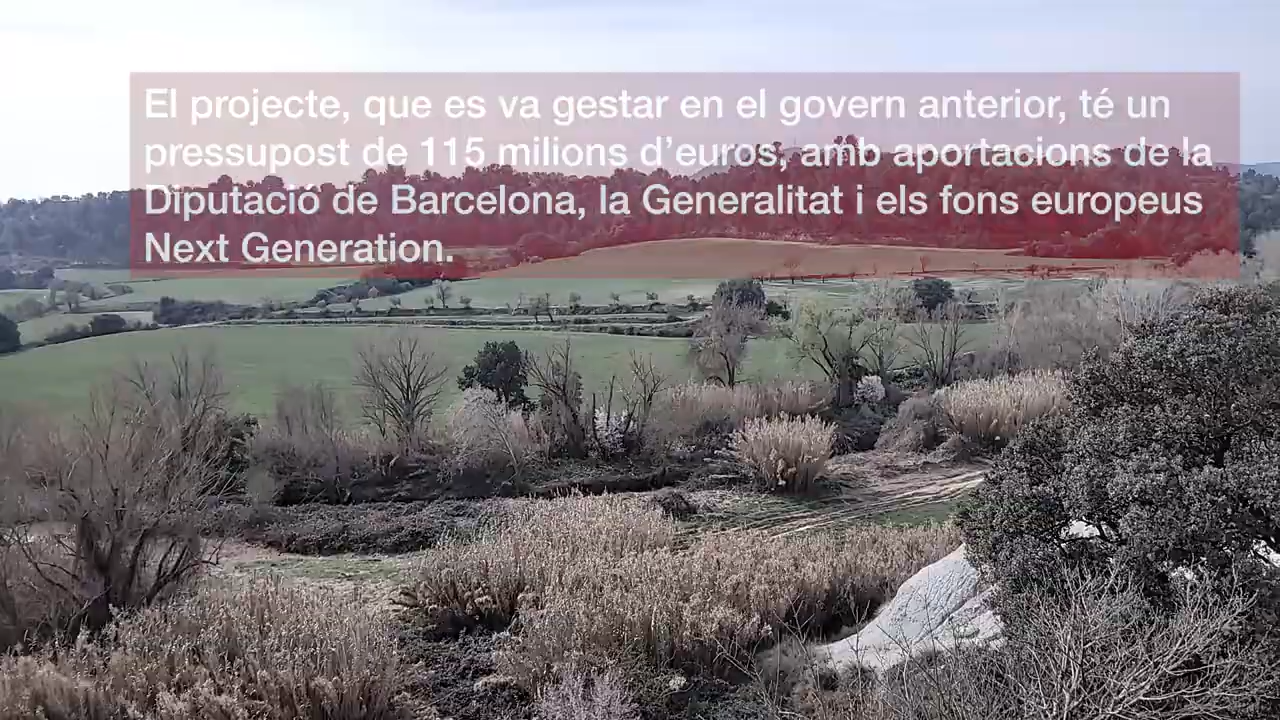 El projecte, que es va gestar en el govern anterior, té un
pressupost de 115 milions d’euros, amb aportacions de la
Diputació de Barcelona, la Generalitat i els fons europeus
Next Generation.